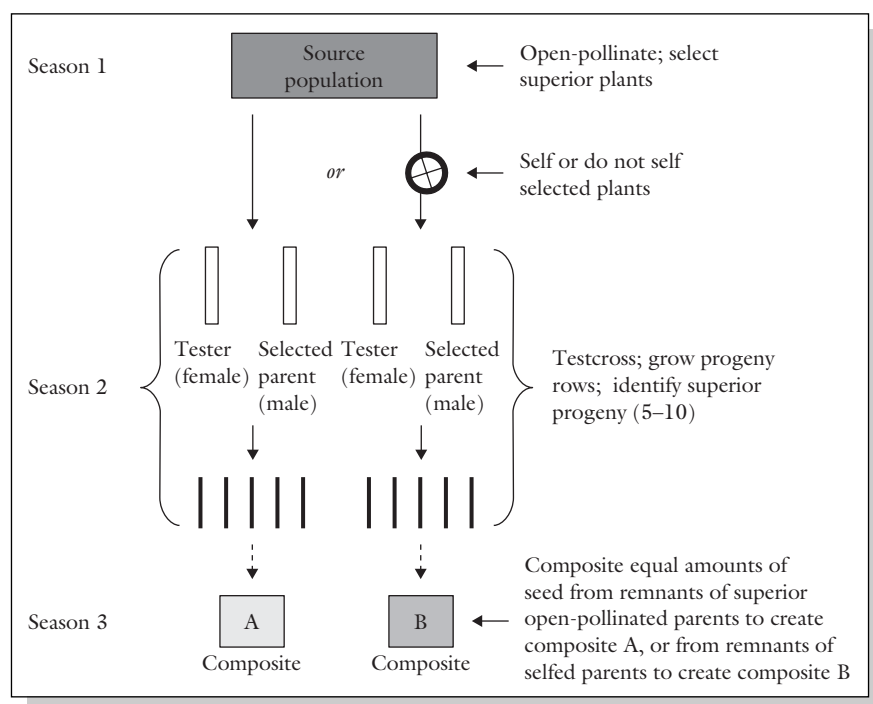 Season 1
Source
population
Open-pollinate; select
superior plants
or
Self or do not self
selected plants
Season 2
Tester
(female)
Selected
parent
(male)
Tester
(female)
Selected
parent
(male)
Testcross; grow progeny
rows; identify superior
progeny (5–10)
Season 3
A
Composite
B
Composite
Composite equal amounts of
seed from remnants of superior
open-pollinated parents to create
composite A, or from remnants of
selfed parents to create composite B